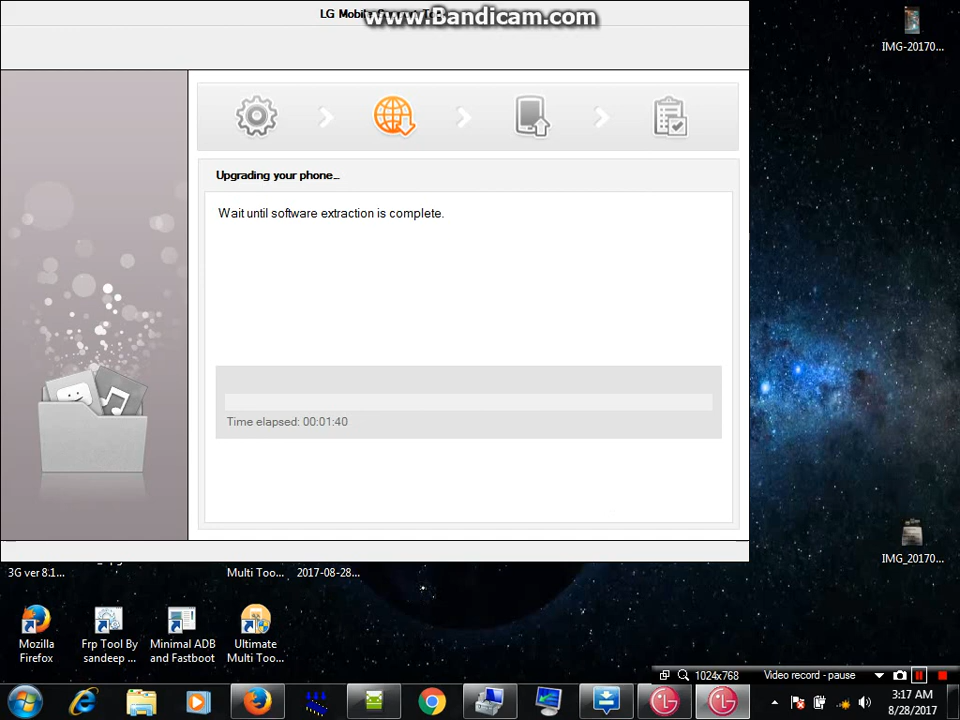 LG Mobile
www.Bandicam.com
IMG-20170...
Upgrading your phone...
Wait until software extraction is complete.
Time elapsed: 00:01:40
IMG_20170...
3G ver 8.1...
Multi Too...
2017-08-28...
Mozilla
Firefox
Frp Tool By
sandeep ...
Minimal ADB
and Fastboot
Ultimate
Multi Too...
1024x768
Video record - pause
3:17 AM
8/28/2017